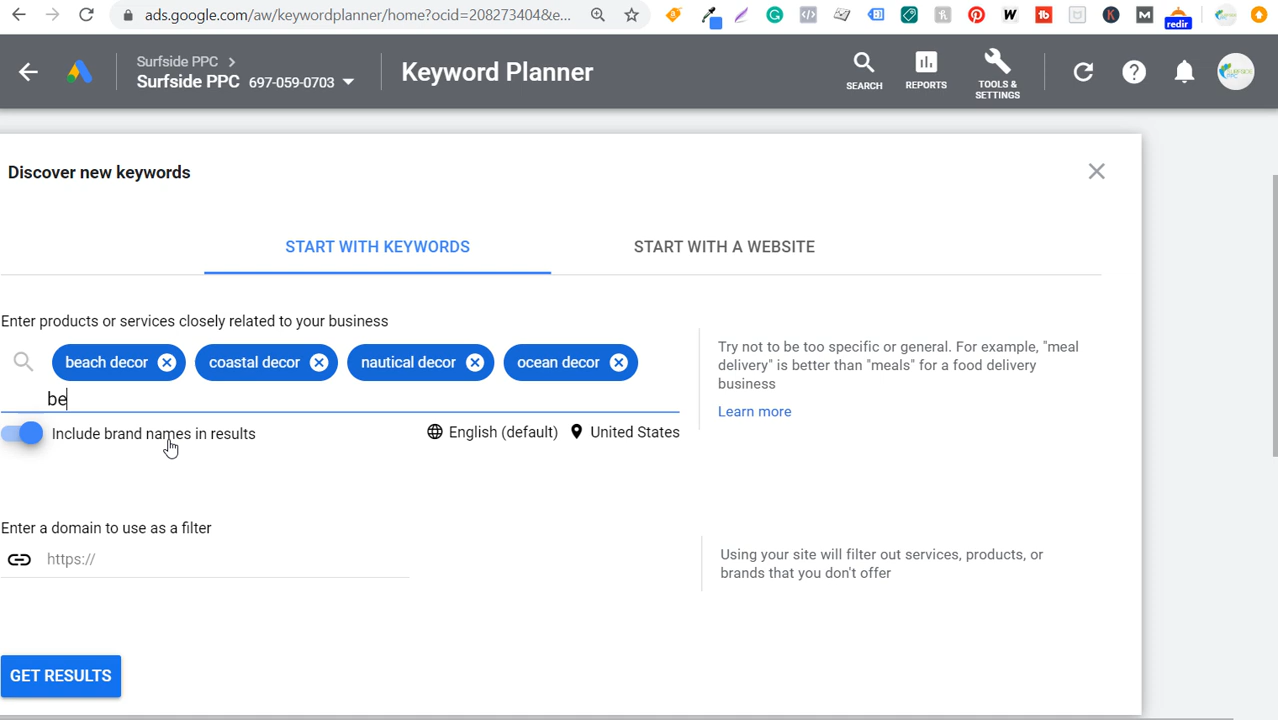 ads.google.com/aw/keywordplanner/home?ocid=208273404&e...
redir
Surfside PPC >
Surfside PPC 697-059-0703
Keyword Planner
SEARCH
REPORTS
TOOLS &
SETTINGS
Discover new keywords
START WITH KEYWORDS
START WITH A WEBSITE
Enter products or services closely related to your business
beach decor
coastal decor
nautical decor
ocean decor
be
Include brand names in results
English (default)
United States
Try not to be too specific or general. For example, "meal
delivery" is better than "meals" for a food delivery
business
Learn more
Enter a domain to use as a filter
https://
Using your site will filter out services, products, or
brands that you don't offer
GET RESULTS